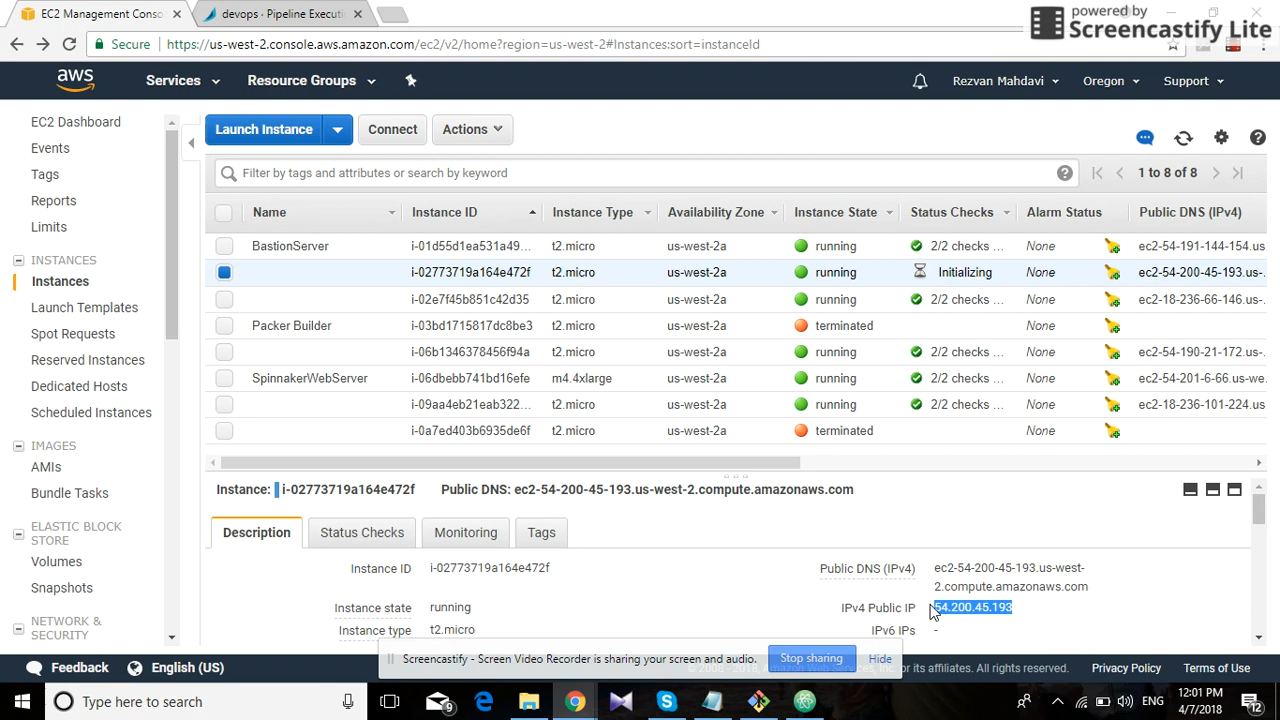 EC2 Management Conso
devops · Pipeline Executi
powered by
Screencastify Lite
Secure
https://us-west-2.console.aws.amazon.com/ec2/v2/home?region=us-west-2#Instances:sort=instanceId
aws
Services
Resource Groups
Rezvan Mahdavi
Oregon
Support
EC2 Dashboard
Events
Tags
Reports
Limits
INSTANCES
Instances
Launch Templates
Spot Requests
Reserved Instances
Dedicated Hosts
Scheduled Instances
IMAGES
AMIs
Bundle Tasks
ELASTIC BLOCK
STORE
Volumes
Snapshots
NETWORK &
SECURITY
Launch Instance
Connect
Actions
Filter by tags and attributes or search by keyword
1 to 8 of 8
Name Instance ID Instance Type Availability Zone Instance State Status Checks Alarm Status Public DNS (IPv4)
BastionServer i-01d55d1ea531a49... t2.micro us-west-2a running 2/2 checks ... None ec2-54-191-144-154.us
i-02773719a164e472f t2.micro us-west-2a running Initializing None ec2-54-200-45-193.us-
i-02e7f45b851c42d35 t2.micro us-west-2a running 2/2 checks ... None ec2-18-236-66-146.us-
Packer Builder i-03bd1715817dc8be3 t2.micro us-west-2a terminated None
i-06b1346378456f94a t2.micro us-west-2a running 2/2 checks ... None ec2-54-190-21-172.us-
SpinnakerWebServer i-06dbebb741bd16efe m4.4xlarge us-west-2a running 2/2 checks ... None ec2-54-201-6-66.us-we
i-09aa4eb21eab322... t2.micro us-west-2a running 2/2 checks ... None ec2-18-236-101-224.us
i-0a7ed403b6935de6f t2.micro us-west-2a terminated None
Instance: i-02773719a164e472f Public DNS: ec2-54-200-45-193.us-west-2.compute.amazonaws.com
Description
Status Checks
Monitoring
Tags
Instance ID i-02773719a164e472f
Instance state running
Instance type t2.micro
Public DNS (IPv4) ec2-54-200-45-193.us-west-
2.compute.amazonaws.com
IPv4 Public IP 54.200.45.193
IPv6 IPs -
Screencastify - Screen Video Recorder is sharing your screen and audio.
Stop sharing
Hide
Feedback
English (US)
its affiliates. All rights reserved.
Privacy Policy
Terms of Use
Type here to search
9
ENG
12:01 PM
4/7/2018
12